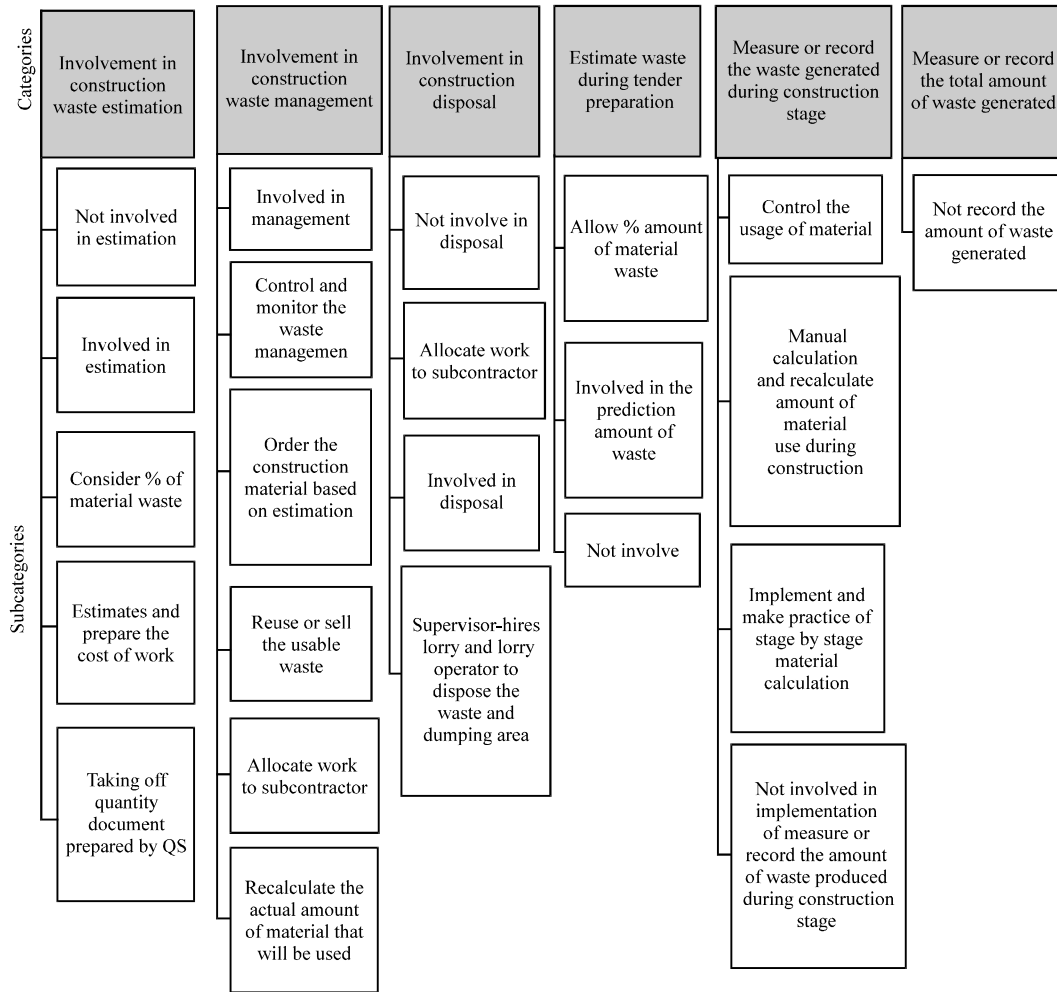 Categories
Involvement in
construction
waste estimation
Not involved
in estimation
Involved in
estimation
Consider % of
material waste
Estimates and
prepare the
cost of work
Taking off
quantity
document
prepared by QS
Involvement in
construction
waste management
Involved in
management
Control and
monitor the
waste
managemen
Order the
construction
material based
on estimation
Reuse or sell
the usable
waste
Allocate work
to subcontractor
Recalculate the
actual amount
of material that
will be used
Involvement in
construction
disposal
Not involve in
disposal
Allocate work
to subcontractor
Involved in
disposal
Supervisor-hires
lorry and lorry
operator to
dispose the
waste and
dumping area
Estimate waste
during tender
preparation
Allow % amount
of material
waste
Involved in the
prediction
amount of
waste
Not involve
Measure or record
the waste generated
during construction
stage
Control the
usage of material
Manual
calculation
and recalculate
amount of
material
use during
construction
Implement and
make practice of
stage by stage
material
calculation
Not involved in
implementation
of measure or
record the amount
of waste produced
during construction
stage
Measure or record
the total amount
of waste generated
Not record the
amount of waste
generated
Subcategories